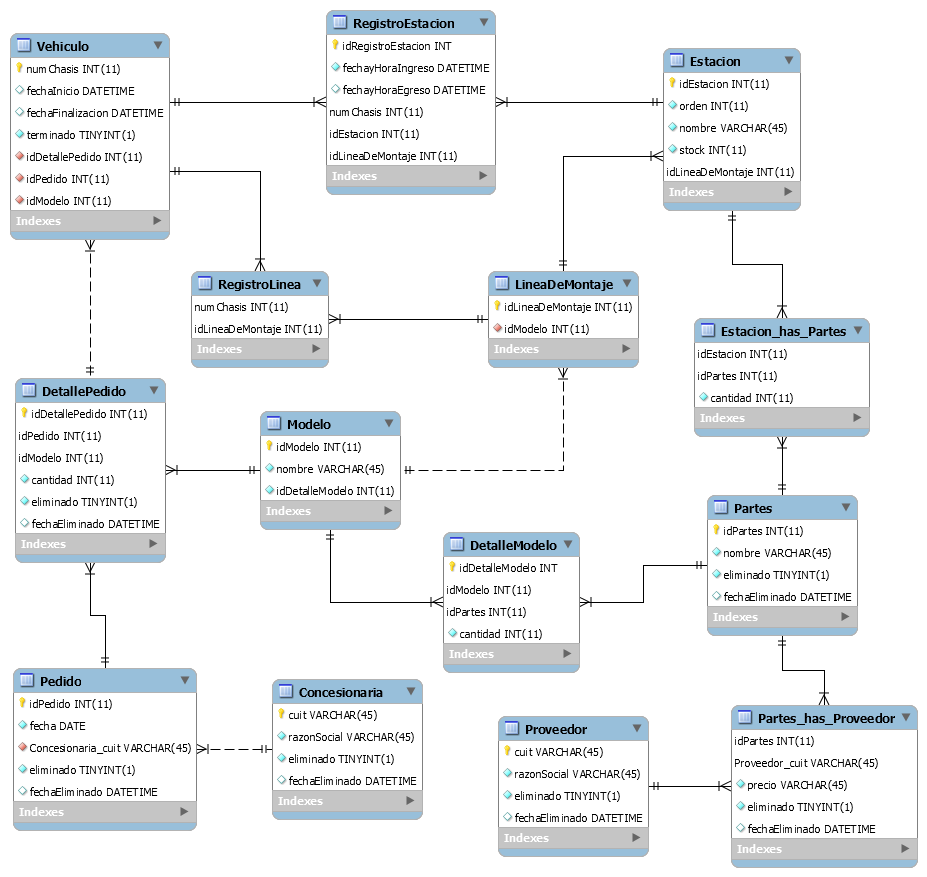 Vehiculo
numChasis INT(11)
fechaInicio DATETIME
fechaFinalizacion DATETIME
terminado TINYINT(1)
idDetallePedido INT(11)
idPedido INT(11)
idModelo INT(11)
Indexes
RegistroEstacion
idRegistroEstacion INT
fechayHoraIngreso DATETIME
fechayHoraEgreso DATETIME
numChasis INT(11)
idEstacion INT(11)
idLineaDeMontaje INT(11)
Indexes
Estacion
idEstacion INT(11)
orden INT(11)
nombre VARCHAR(45)
stock INT(11)
idLineaDeMontaje INT(11)
Indexes
RegistroLinea
numChasis INT(11)
idLineaDeMontaje INT(11)
Indexes
LineaDeMontaje
idLineaDeMontaje INT(11)
idModelo INT(11)
Indexes
Estacion_has_Partes
idEstacion INT(11)
idPartes INT(11)
cantidad INT(11)
Indexes
DetallePedido
idDetallePedido INT(11)
idPedido INT(11)
idModelo INT(11)
cantidad INT(11)
eliminado TINYINT(1)
fechaEliminado DATETIME
Indexes
Modelo
idModelo INT(11)
nombre VARCHAR(45)
idDetalleModelo INT(11)
Indexes
DetalleModelo
idDetalleModelo INT
idModelo INT(11)
idPartes INT(11)
cantidad INT(11)
Indexes
Partes
idPartes INT(11)
nombre VARCHAR(45)
eliminado TINYINT(1)
fechaEliminado DATETIME
Indexes
Pedido
idPedido INT(11)
fecha DATE
Concesionaria_cuit VARCHAR(45)
eliminado TINYINT(1)
fechaEliminado DATETIME
Indexes
Concesionaria
cuit VARCHAR(45)
razonSocial VARCHAR(45)
eliminado TINYINT(1)
fechaEliminado DATETIME
Indexes
Proveedor
cuit VARCHAR(45)
razonSocial VARCHAR(45)
eliminado TINYINT(1)
fechaEliminado DATETIME
Indexes
Partes_has_Proveedor
idPartes INT(11)
Proveedor_cuit VARCHAR(45)
precio VARCHAR(45)
eliminado TINYINT(1)
fechaEliminado DATETIME
Indexes